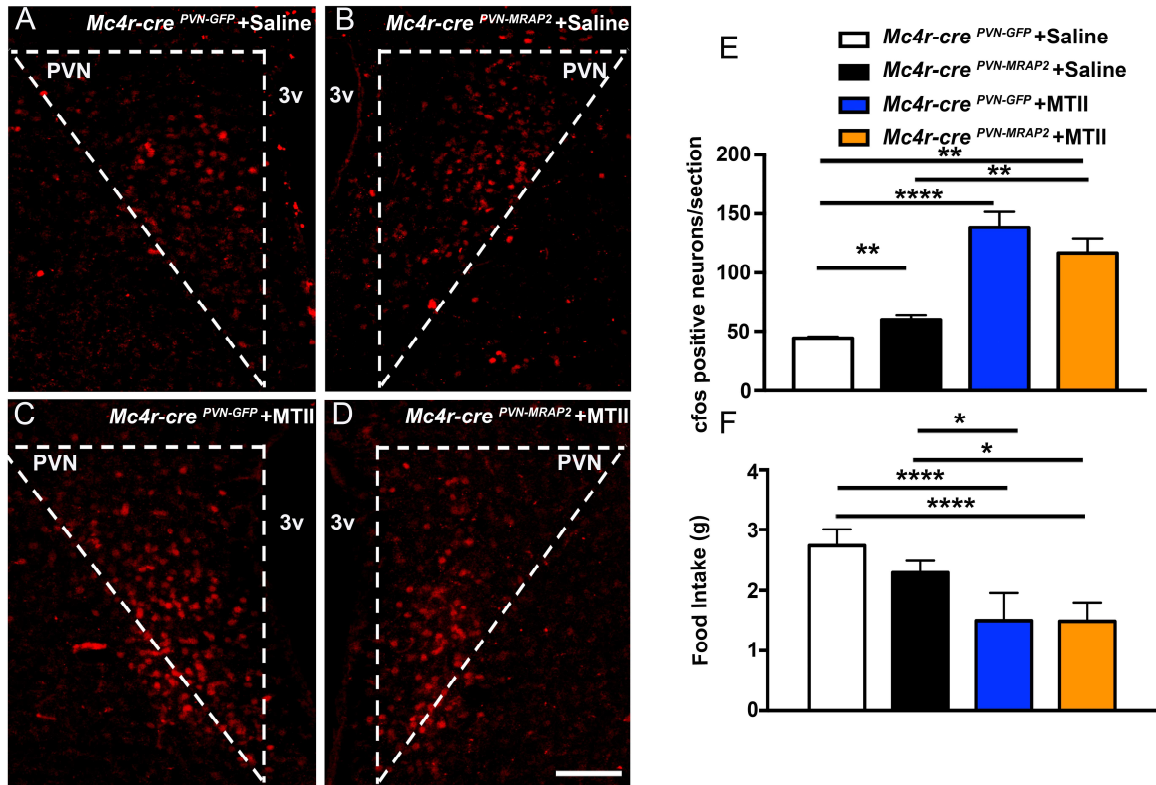 A
Mc4r-cre PVN-GFP +Saline
PVN
3v
B
Mc4r-cre PVN-MRAP2 +Saline
PVN
3v
C
Mc4r-cre PVN-GFP +MTII
PVN
3v
D
Mc4r-cre PVN-MRAP2 +MTII
PVN
3v
E
Mc4r-cre PVN-GFP +Saline
Mc4r-cre PVN-MRAP2 +Saline
Mc4r-cre PVN-GFP +MTII
Mc4r-cre PVN-MRAP2 +MTII
cfos positive neurons/section
200
150
100
50
0
**
**
****
**
F
Food Intake (g)
4
3
2
1
0
*
*
****
****